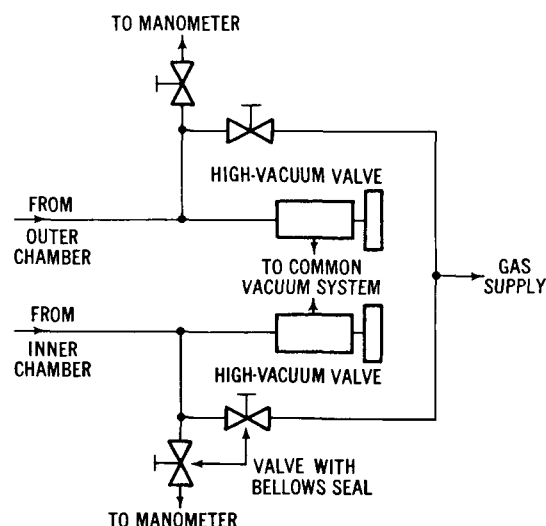 TO MANOMETER
HIGH-VACUUM VALVE
FROM
OUTER
CHAMBER
TO COMMON
VACUUM SYSTEM
GAS
SUPPLY
FROM
INNER
CHAMBER
HIGH-VACUUM VALVE
VALVE WITH
BELLOWS SEAL
TO MANOMETER